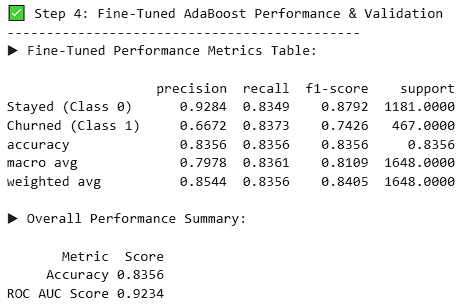 ✅ Step 4: Fine-Tuned AdaBoost Performance & Validation
---------------------------------------------
▶ Fine-Tuned Performance Metrics Table:
precision recall f1-score support
Stayed (Class 0) 0.9284 0.8349 0.8792 1181.0000
Churned (Class 1) 0.6672 0.8373 0.7426 467.0000
accuracy 0.8356 0.8356 0.8356 0.8356
macro avg 0.7978 0.8361 0.8109 1648.0000
weighted avg 0.8544 0.8356 0.8405 1648.0000
▶ Overall Performance Summary:
Metric Score
Accuracy 0.8356
ROC AUC Score 0.9234